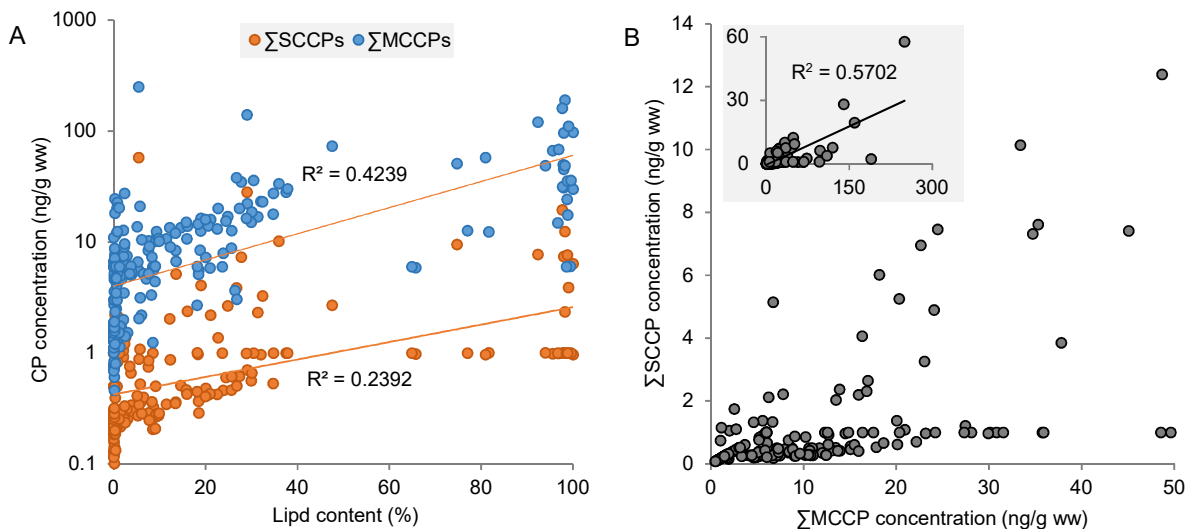 A
CP concentration (ng/g ww)
1000
100
10
1
0.1
∑SCCPs ∑MCCPs
R² = 0.4239
R² = 0.2392
0 20 40 60 80 100
Lipd content (%)
B
∑SCCP concentration (ng/g ww)
14
12
10
8
6
4
2
0
60
30
0
R² = 0.5702
0 150 300
0 10 20 30 40 50
∑MCCP concentration (ng/g ww)